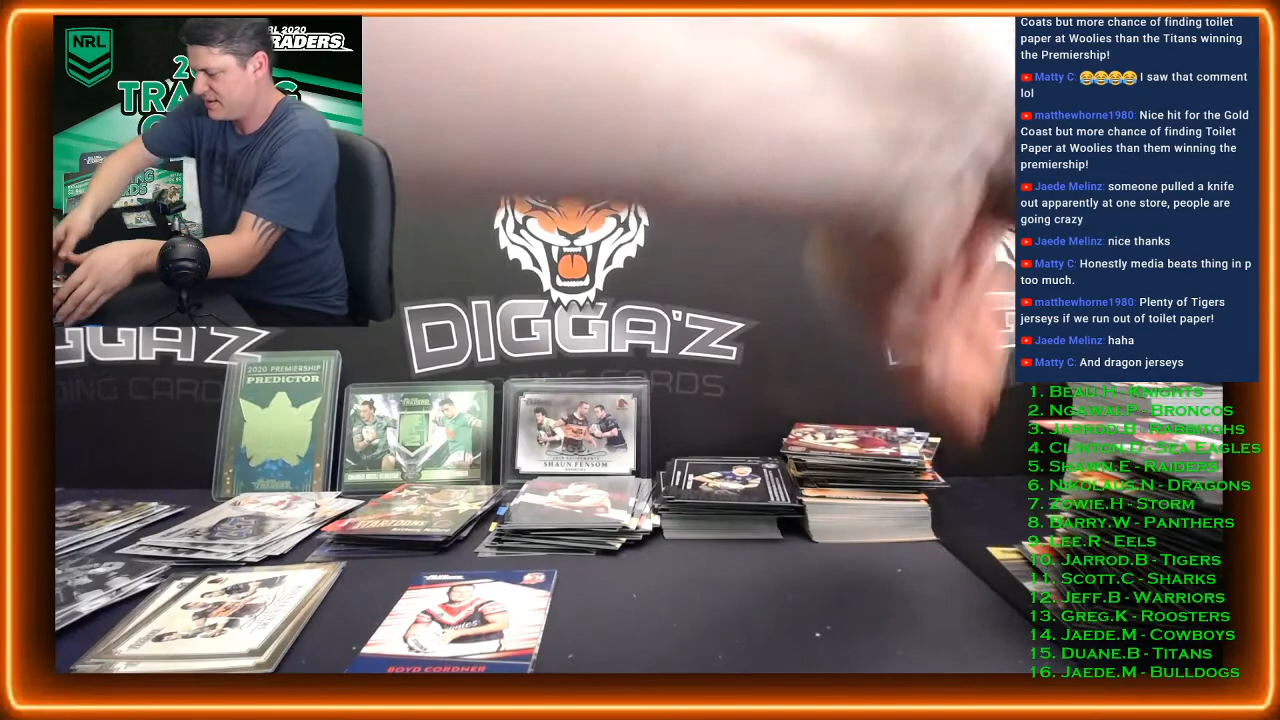 NRL
NRL 2020
TRADERS
Coats but more chance of finding toilet
paper at Woolies than the Titans winning
the Premiership!
Matty C: 😂😂😂😂 I saw that comment
lol
matthewhorne1980: Nice hit for the Gold
Coast but more chance of finding Toilet
Paper at Woolies than them winning the
premiership!
Jaede Melinz: someone pulled a knife
out apparently at one store, people are
going crazy
Jaede Melinz: nice thanks
Matty C: Honestly media beats thing in p
too much.
matthewhorne1980: Plenty of Tigers
jerseys if we run out of toilet paper!
Jaede Melinz: haha
Matty C: And dragon jerseys
DIGGA'Z
2020 PREMIERSHIP
PREDICTOR
SHAUN FENSOM
BOYD CORDNER
1. BEAU.H - KNIGHTS
2. NGAWAI.P - BRONCOS
3. JARROD.B - RABBITOHS
4. CLINTON.D - SEA EAGLES
5. SHAWN.E - RAIDERS
6. NIKOLAUS.N - DRAGONS
7. ZOWIE.H - STORM
8. BARRY.W - PANTHERS
9. LEE.R - EELS
10. JARROD.B - TIGERS
11. SCOTT.C - SHARKS
12. JEFF.B - WARRIORS
13. GREG.K - ROOSTERS
14. JAEDE.M - COWBOYS
15. DUANE.B - TITANS
16. JAEDE.M - BULLDOGS